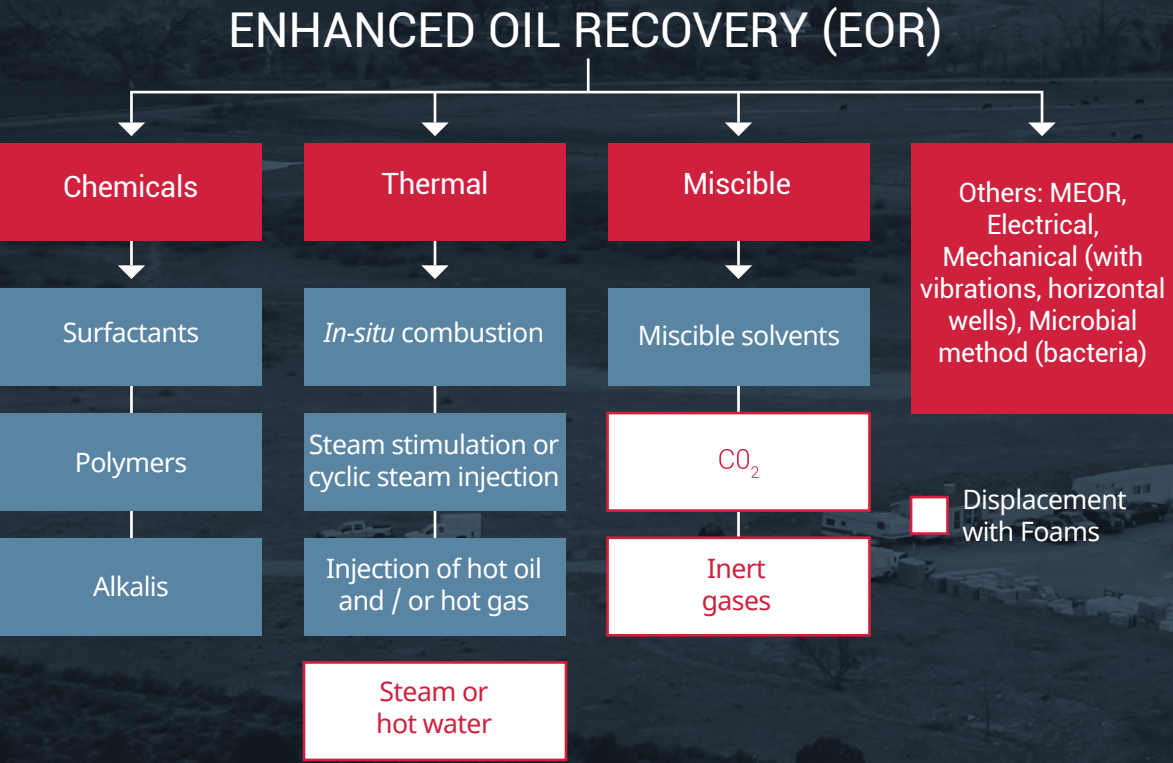 ENHANCED OIL RECOVERY (EOR)
Chemicals
Surfactants
Polymers
Alkalis
Thermal
In-situ combustion
Steam stimulation or
cyclic steam injection
Injection of hot oil
and / or hot gas
Steam or
hot water
Miscible
Miscible solvents
C0₂
Inert
gases
Others: MEOR,
Electrical,
Mechanical (with
vibrations, horizontal
wells), Microbial
method (bacteria)
Displacement
with Foams